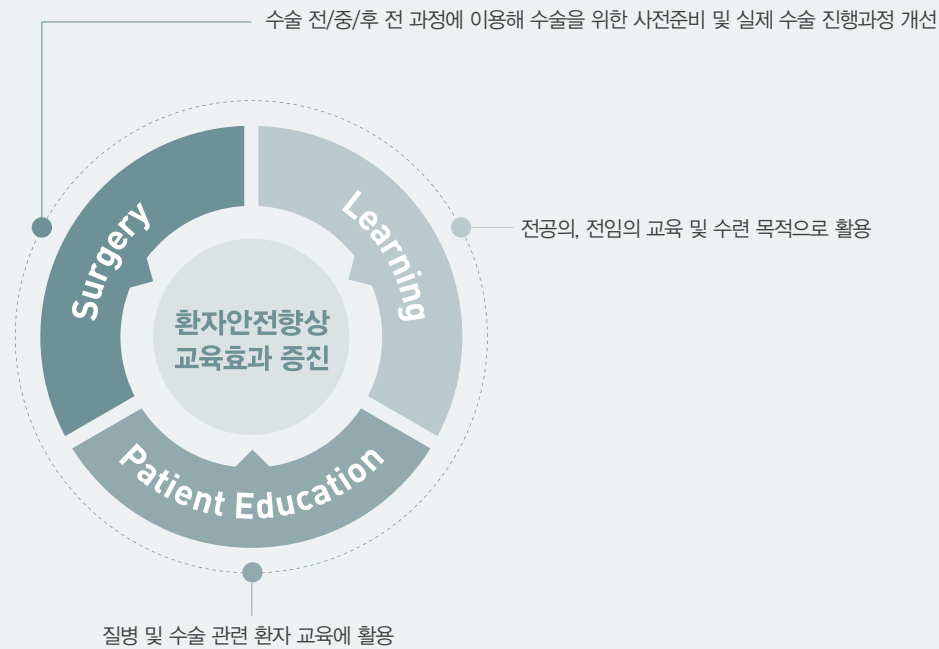 수술 전/중/후 전 과정에 이용해 수술을 위한 사전준비 및 실제 수술 진행과정 개선
Surgery
Learning
전공의, 전임의 교육 및 수련 목적으로 활용
환자안전향상
교육효과 증진
Patient Education
질병 및 수술 관련 환자 교육에 활용